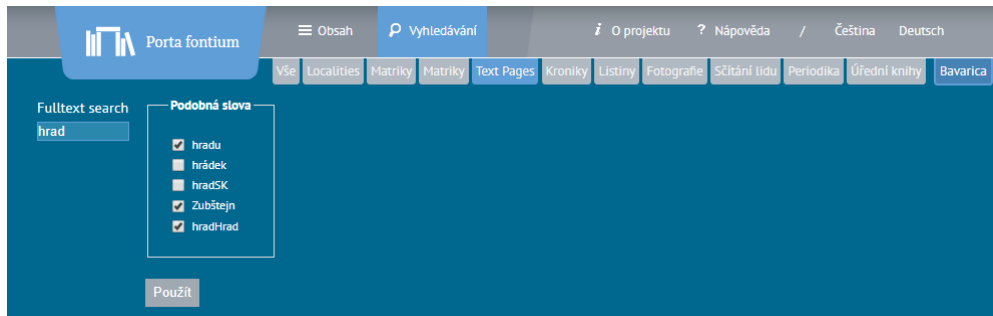 Porta fontium
Obsah
Vyhledávání
O projektu
? Nápověda
/
Čeština
Deutsch
Vše
Localities
Matriky
Matriky
Text Pages
Kroniky
Listiny
Fotografie
Sčítání lidu
Periodika
Úřední knihy
Bavarica
Fulltext search
hrad
Podobná slova
hradu
hrádek
hradSK
Zubštejn
hradHrad
Použít